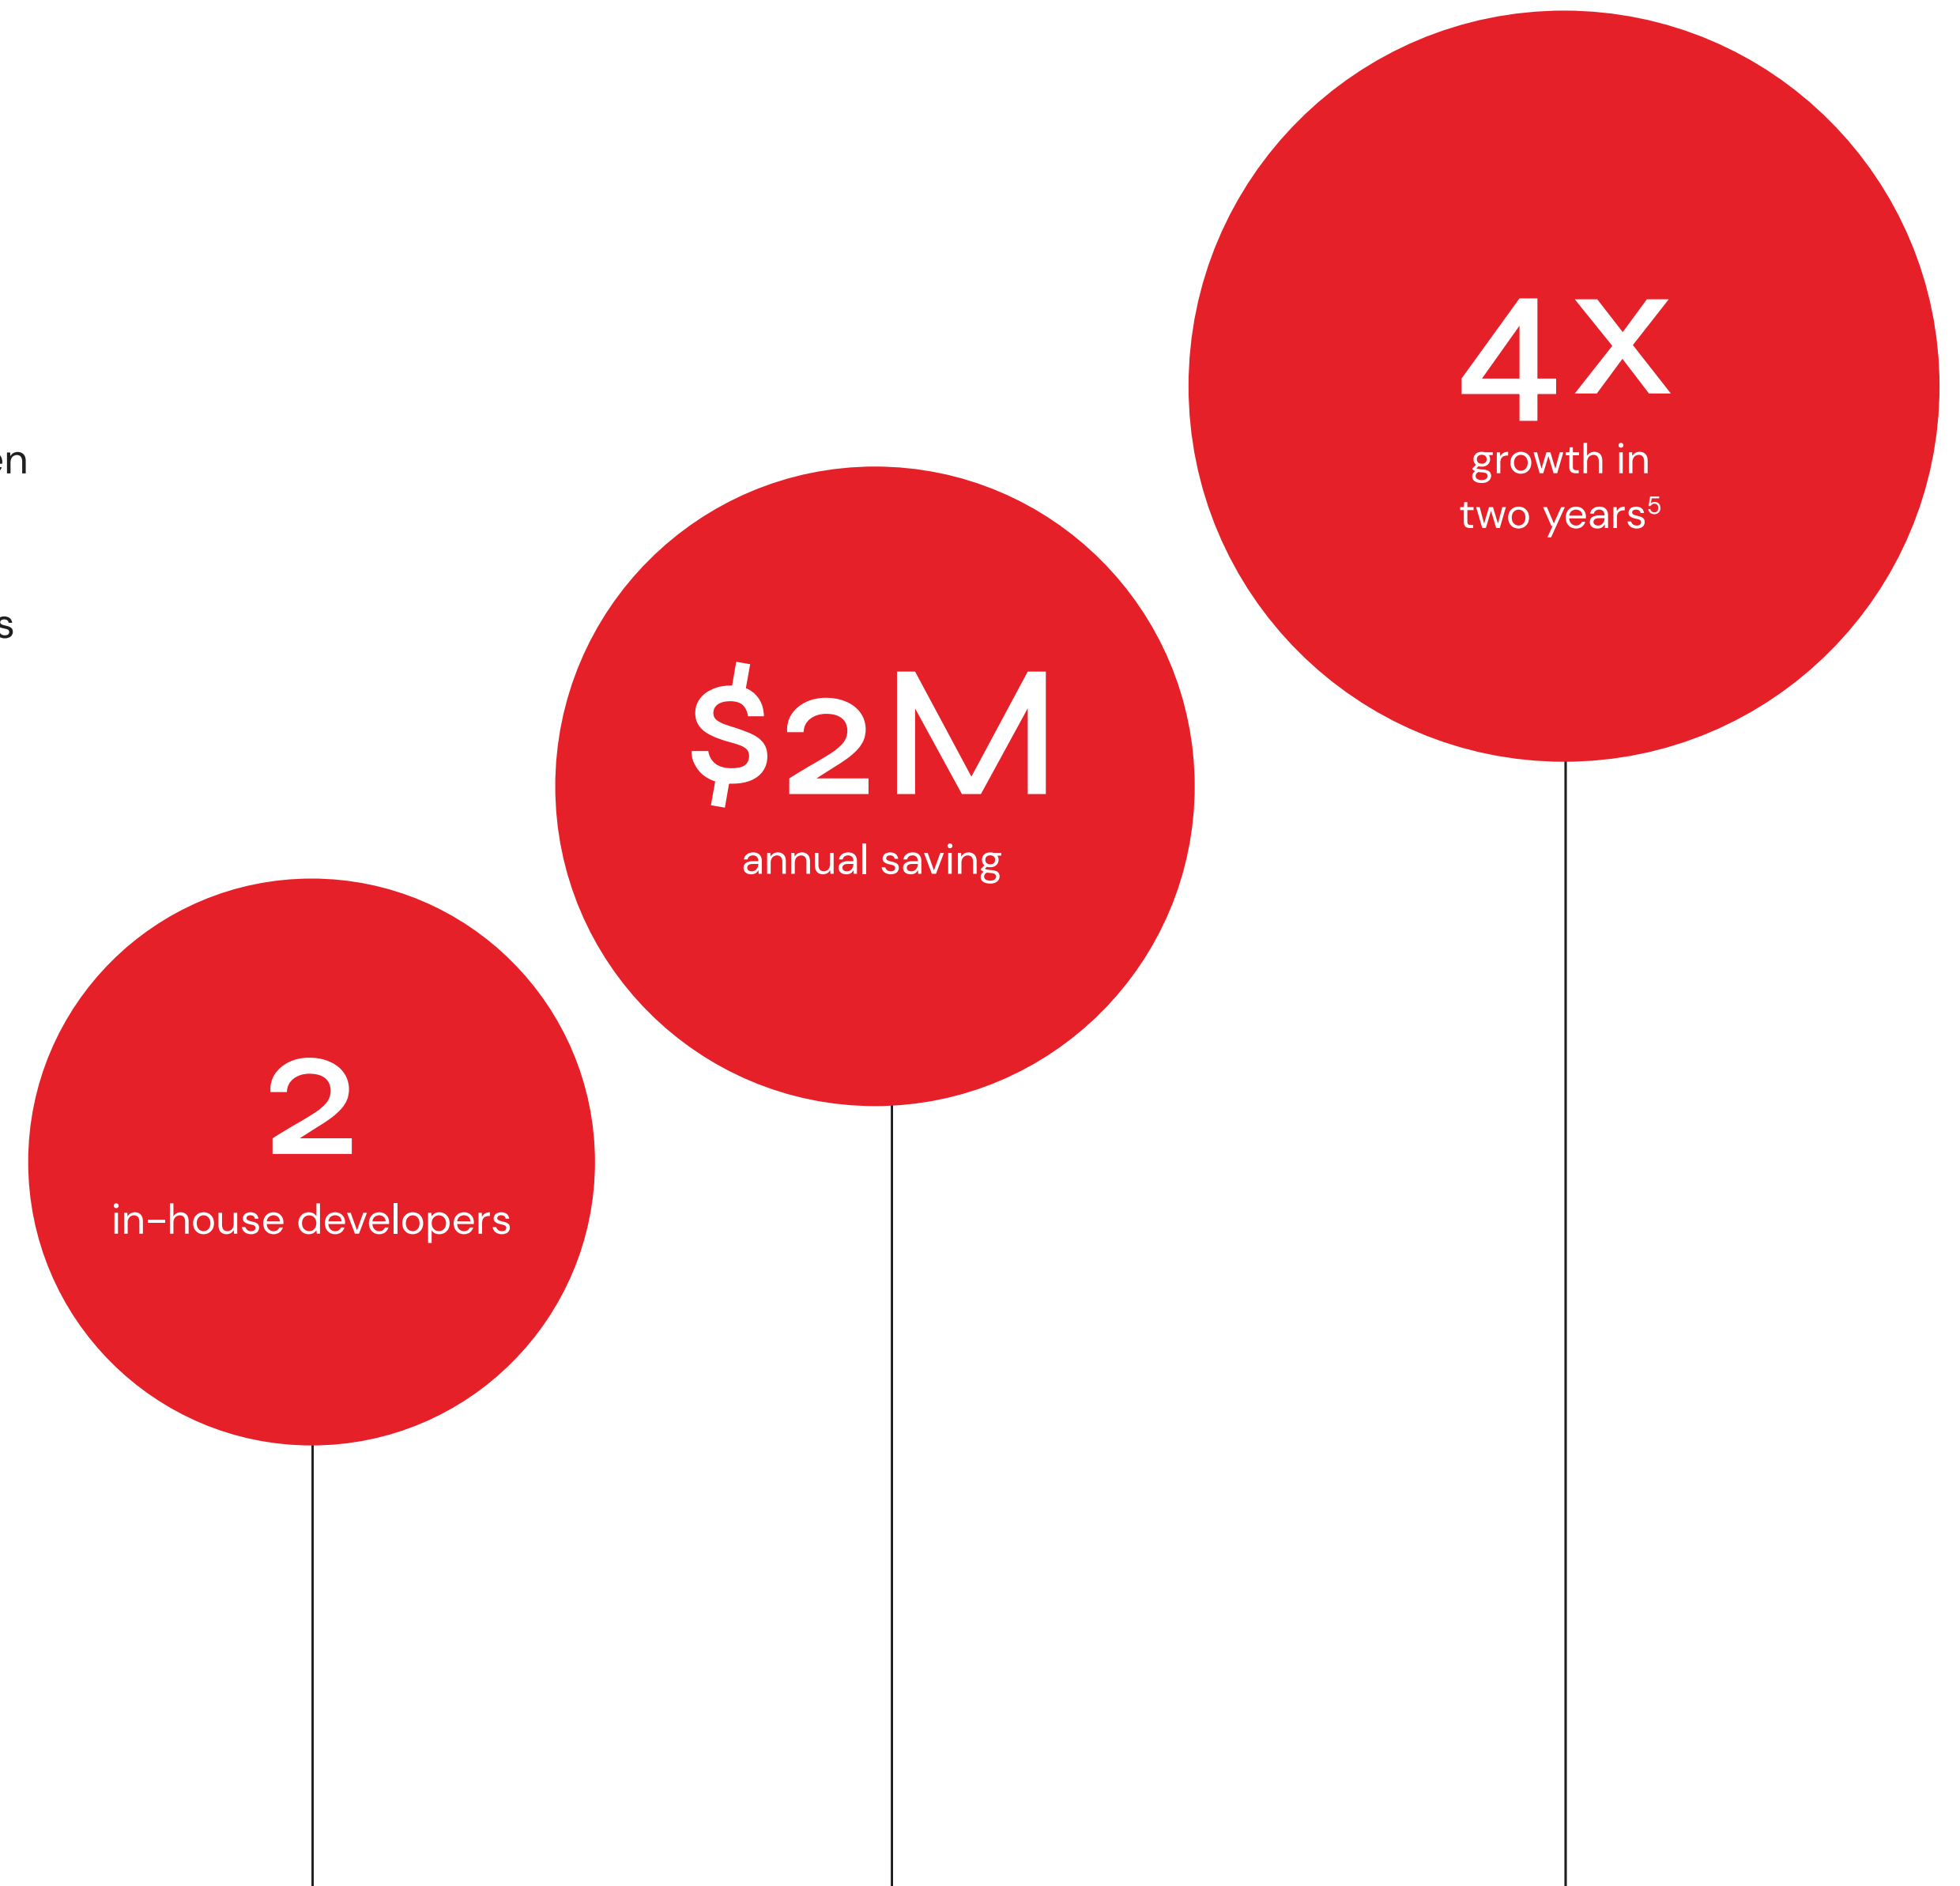 4X
growth in
two years5
$2M
annual saving
2
in-house developers